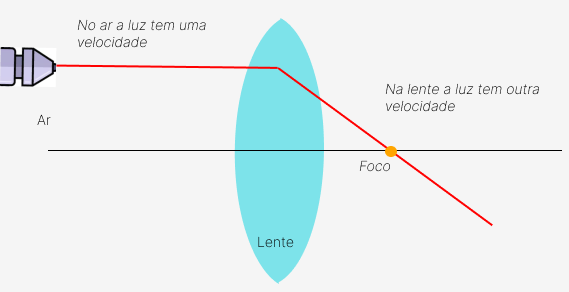 No ar a luz tem uma
velocidade
Na lente a luz tem outra
velocidade
Ar
Foco
Lente